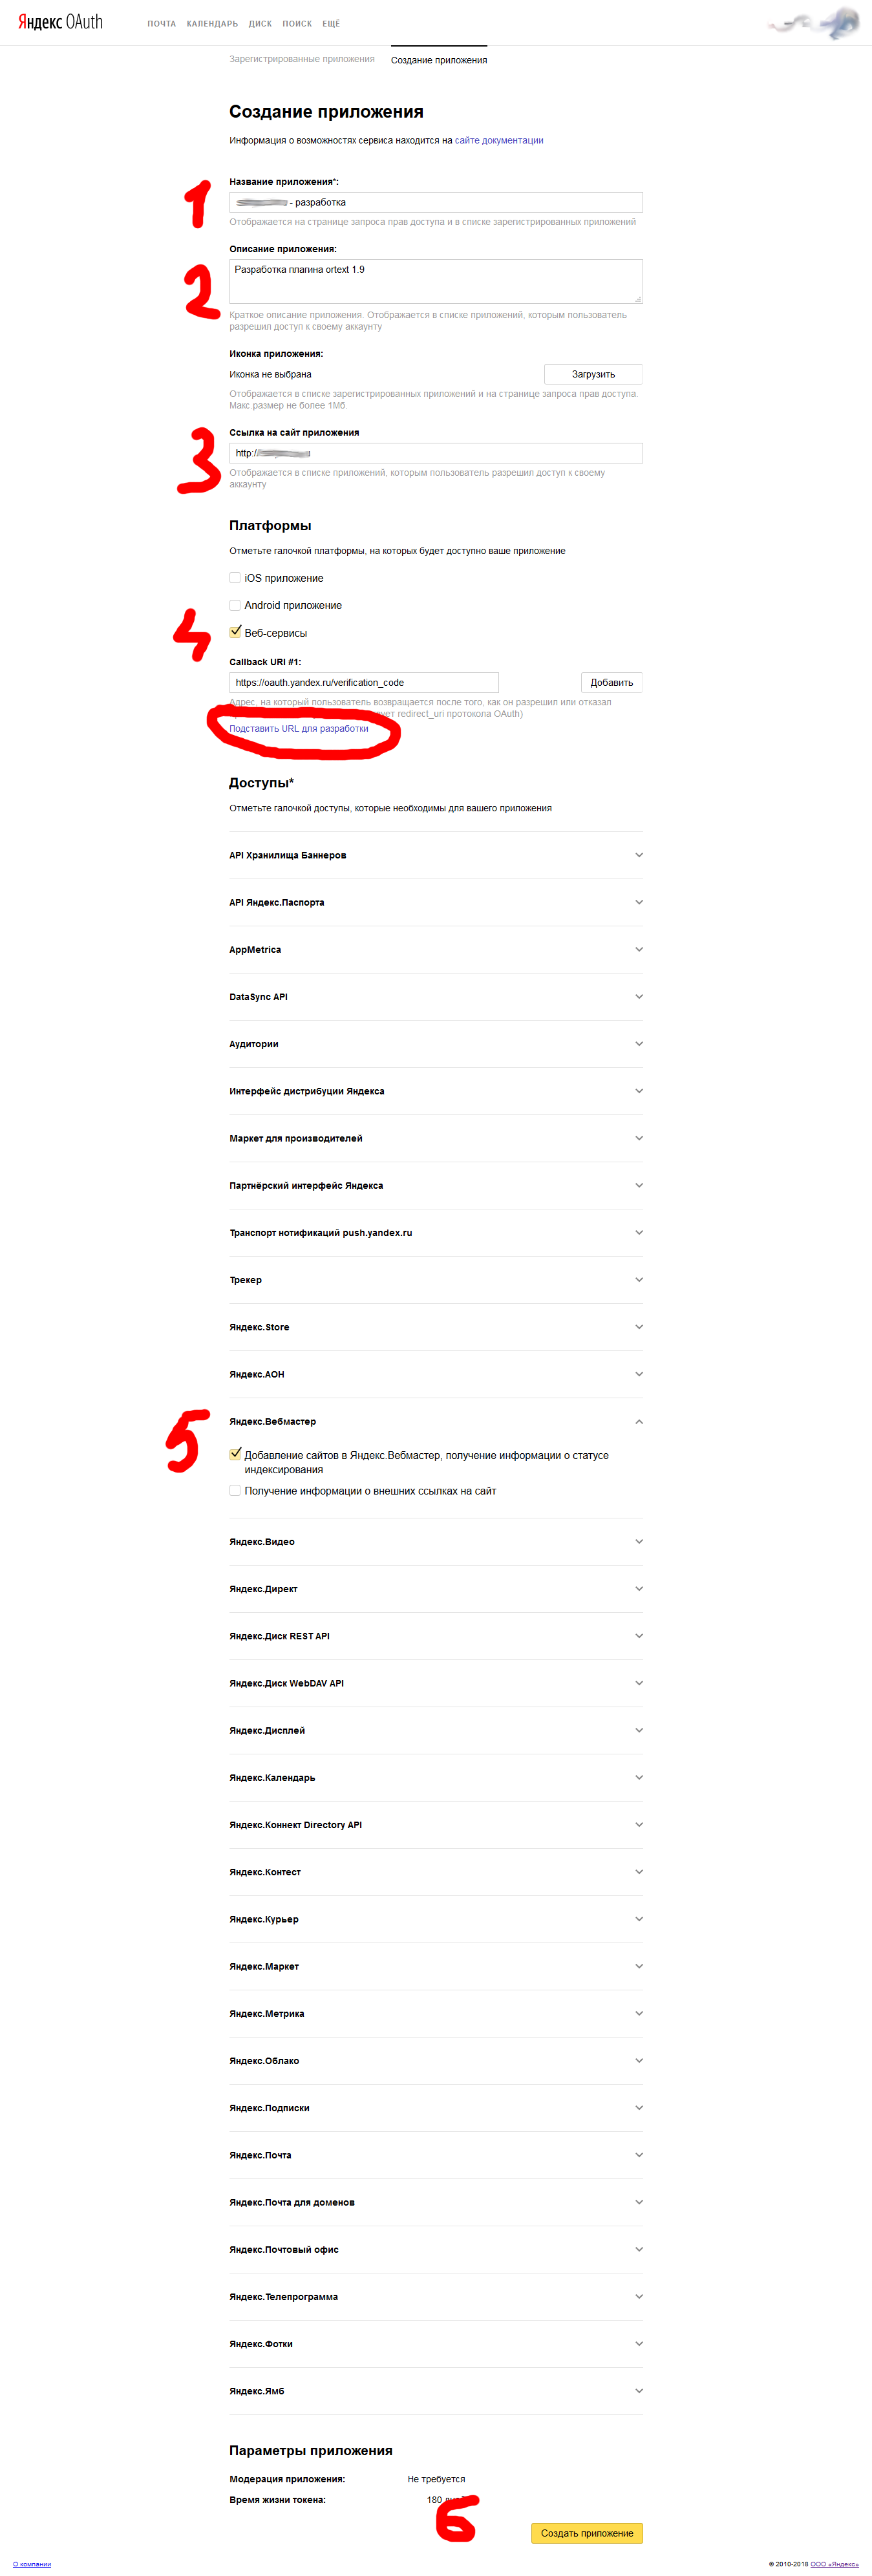 Яндекс OAuth
ПОЧТА КАЛЕНДАРЬ ДИСК ПОИСК ЕЩЁ
Зарегистрированные приложения Создание приложения
Создание приложения
Информация о возможностях сервиса находится на сайте документации
1
Название приложения*:
- разработка
Отображается на странице запроса прав доступа и в списке зарегистрированных приложений
2
Описание приложения:
Разработка плагина ortext 1.9
Краткое описание приложения. Отображается в списке приложений, которым пользователь
разрешил доступ к своему аккаунту
Иконка приложения:
Иконка не выбрана Загрузить
Отображается в списке зарегистрированных приложений и на странице запроса прав доступа.
Макс.размер не более 1Мб.
3
Ссылка на сайт приложения
http:/
Отображается в списке приложений, которым пользователь разрешил доступ к своему
аккаунту
Платформы
Отметьте галочкой платформы, на которых будет доступно ваше приложение
iOS приложение
Android приложение
4
Веб-сервисы
Callback URI #1:
https://oauth.yandex.ru/verification_code Добавить
Адрес, на который пользователь возвращается после того, как он разрешил или отказал
redirect_uri протокола OAuth)
Подставить URL для разработки
Доступы*
Отметьте галочкой доступы, которые необходимы для вашего приложения
API Хранилища Баннеров
API Яндекс.Паспорта
AppMetrica
DataSync API
Аудитории
Интерфейс дистрибуции Яндекса
Маркет для производителей
Партнёрский интерфейс Яндекса
Транспорт нотификаций push.yandex.ru
Трекер
Яндекс.Store
Яндекс.АОН
5
Яндекс.Вебмастер
Добавление сайтов в Яндекс.Вебмастер, получение информации о статусе
индексирования
Получение информации о внешних ссылках на сайт
Яндекс.Видео
Яндекс.Директ
Яндекс.Диск REST API
Яндекс.Диск WebDAV API
Яндекс.Дисплей
Яндекс.Календарь
Яндекс.Коннект Directory API
Яндекс.Контест
Яндекс.Курьер
Яндекс.Маркет
Яндекс.Метрика
Яндекс.Облако
Яндекс.Подписки
Яндекс.Почта
Яндекс.Почта для доменов
Яндекс.Почтовый офис
Яндекс.Телепрограмма
Яндекс.Фотки
Яндекс.Ямб
Параметры приложения
Модерация приложения: Не требуется
Время жизни токена: 180
6
Создать приложение
О компании © 2010-2018 ООО «Яндекс»